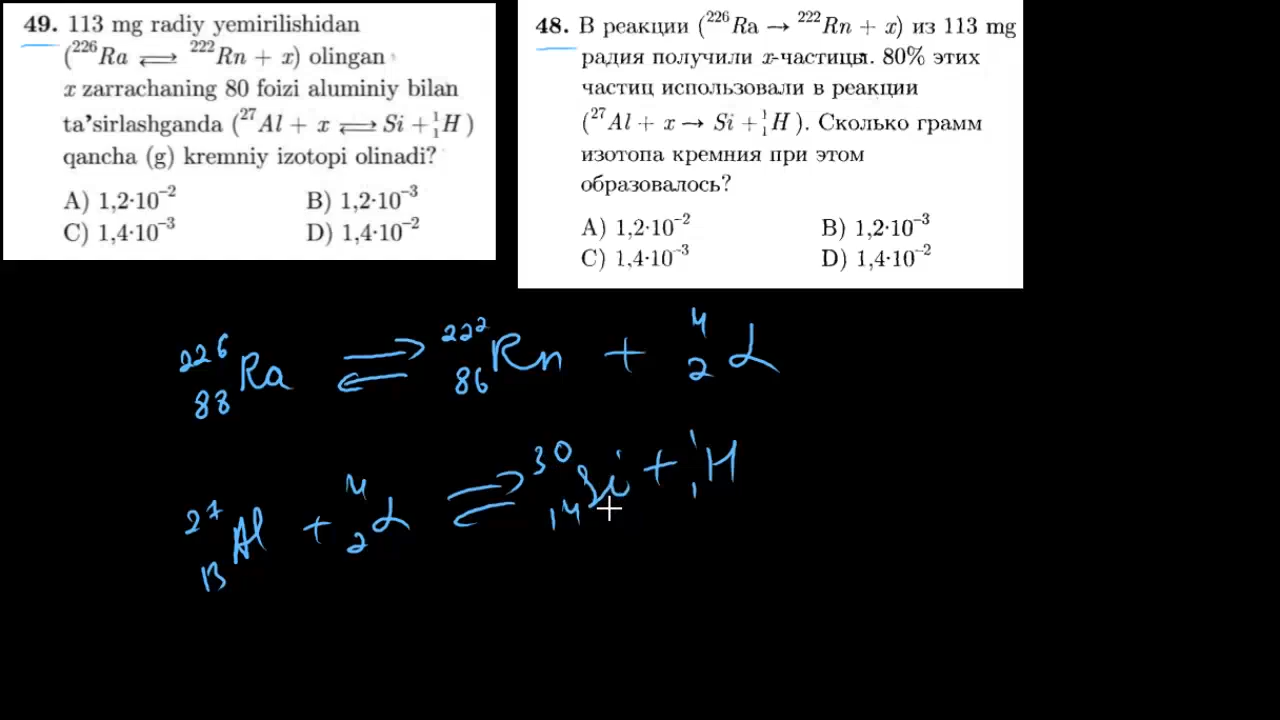 49. 113 mg radiy yemirilishidan
(²²⁶Ra ⇌ ²²²Rn + x) olingan
x zarrachaning 80 foizi aluminiy bilan
ta’sirlashganda (²⁷Al + x ⇌ Si + ¹₁H)
qancha (g) kremniy izotopi olinadi?
A) 1,2·10⁻² B) 1,2·10⁻³
C) 1,4·10⁻³ D) 1,4·10⁻²
48. В реакции (²²⁶Ra → ²²²Rn + x) из 113 mg
радия получили x-частицы. 80% этих
частиц использовали в реакции
(²⁷Al + x → Si + ¹₁H). Сколько грамм
изотопа кремния при этом
образовалось?
A) 1,2·10⁻² B) 1,2·10⁻³
C) 1,4·10⁻³ D) 1,4·10⁻²
²²⁶₈₈Ra ⇌ ²²²₈₆Rn + ⁴₂α
²⁷₁₃Al + ⁴₂α ⇌ ³⁰₁₄Si + ¹₁H